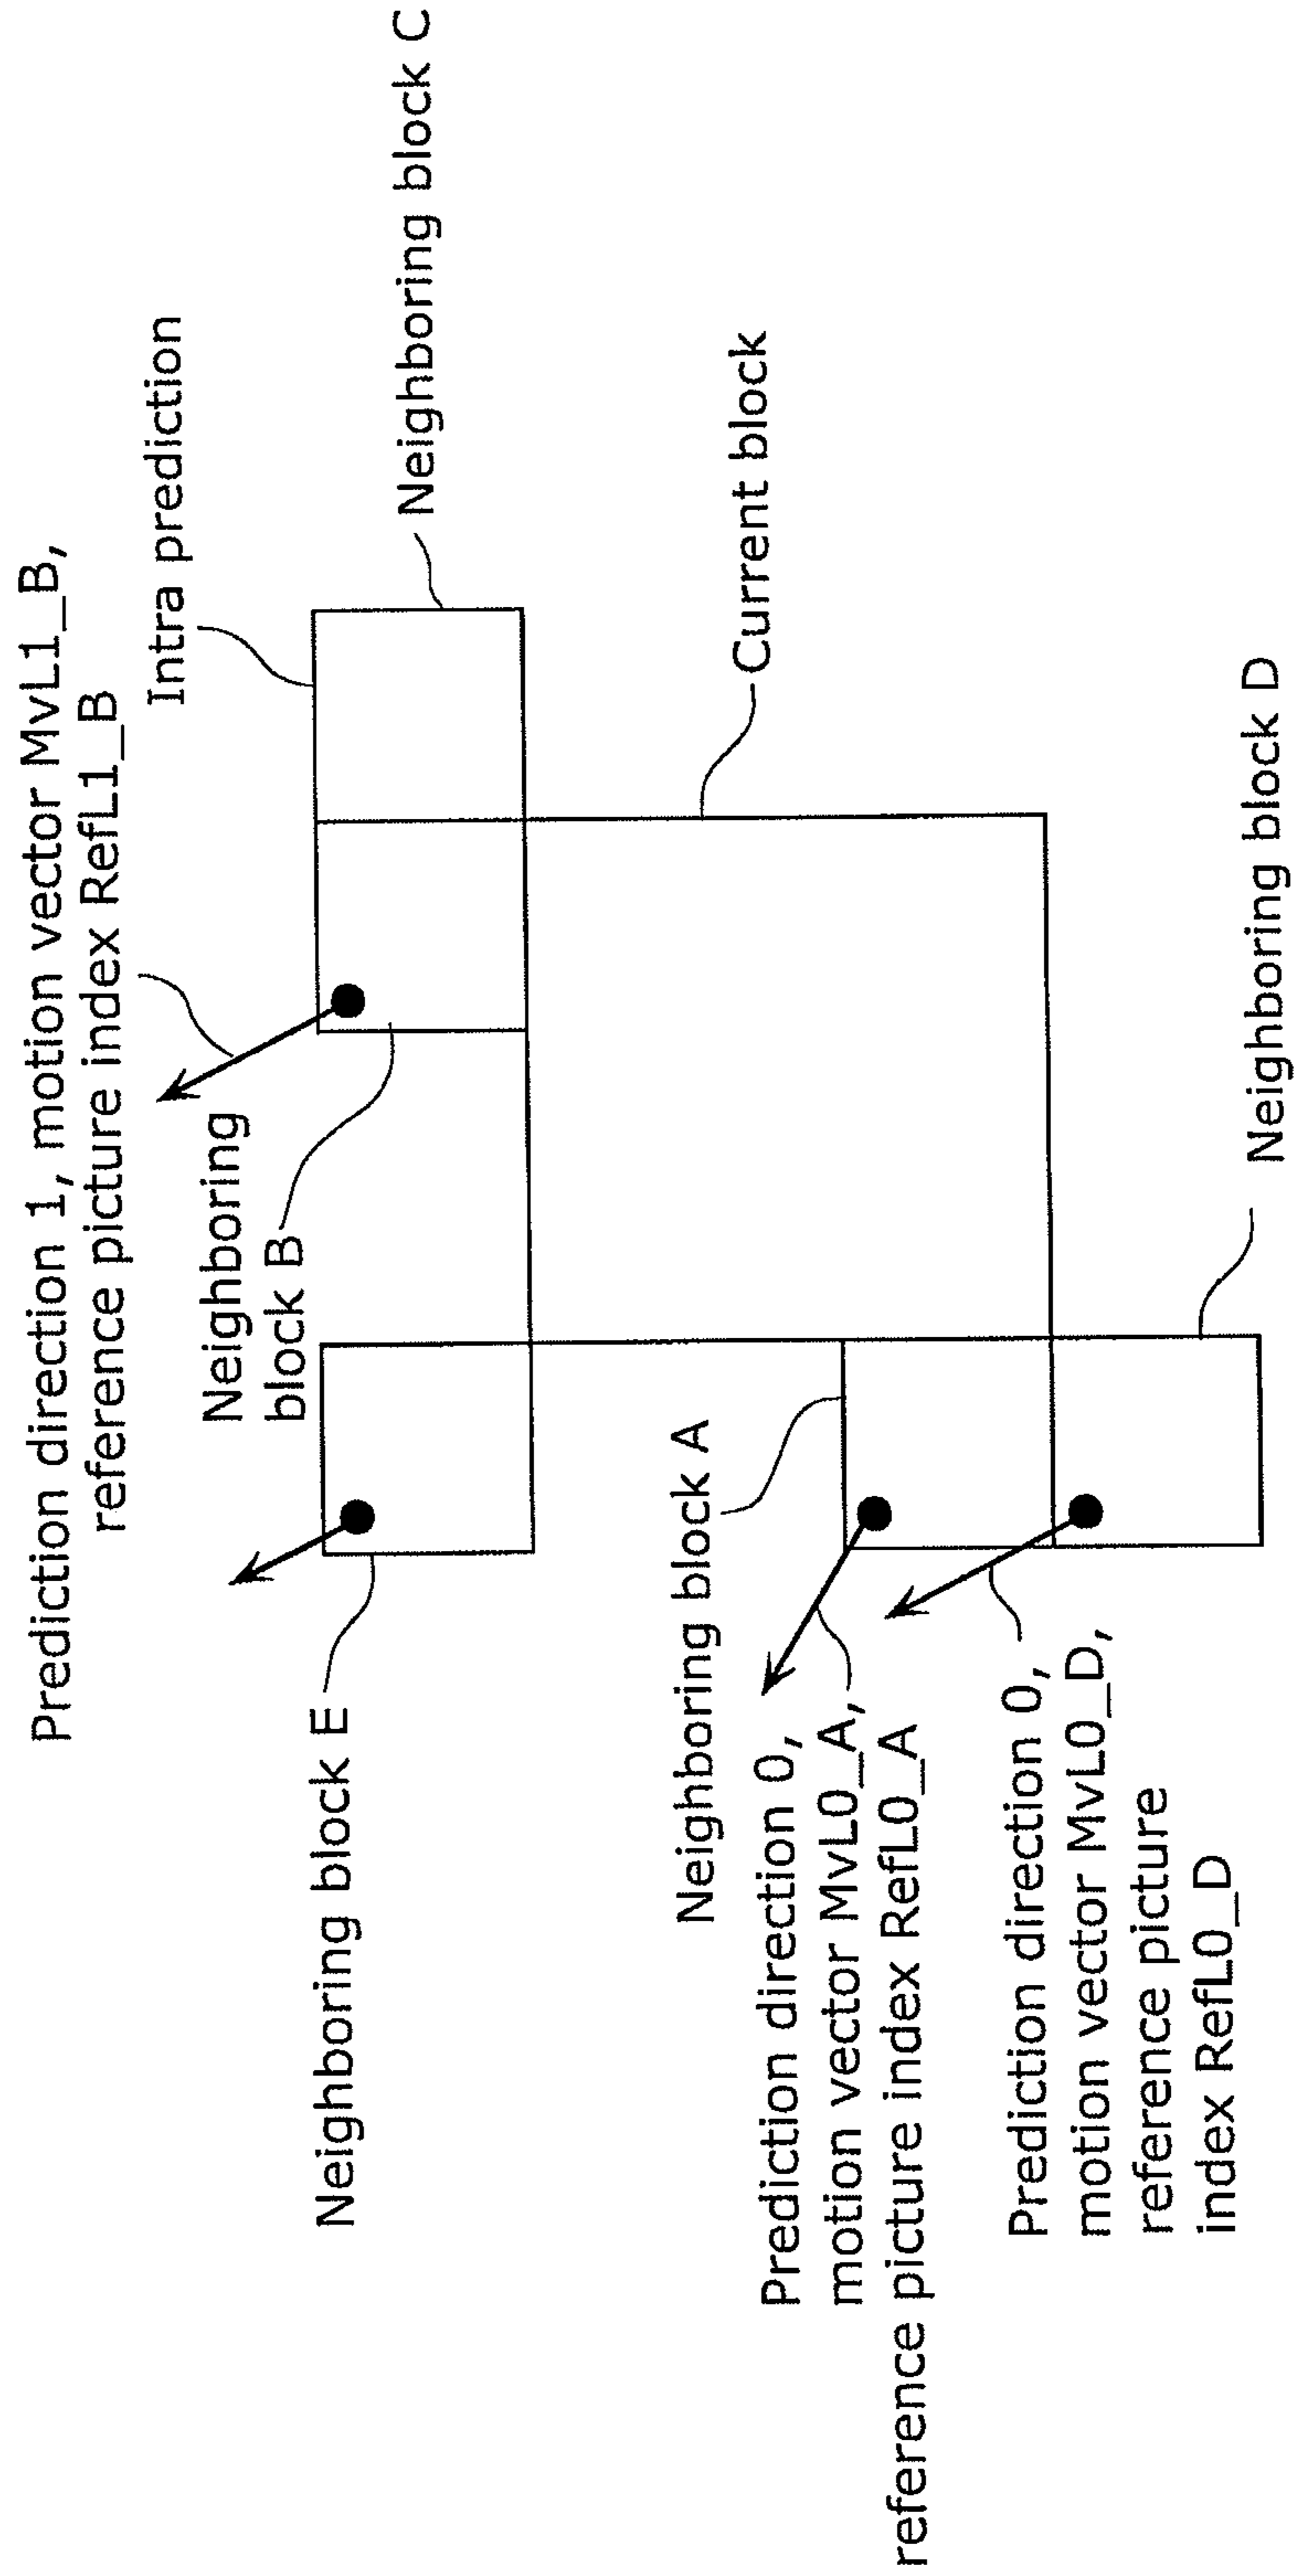 Prediction direction 1, motion vector MvL1_B,
reference picture index RefL1_B
Intra prediction
Neighboring
block B
Neighboring block E
Neighboring block C
Neighboring block A
Current block
Prediction direction 0,
motion vector MvL0_A,
reference picture index RefL0_A
Prediction direction 0,
motion vector MvL0_D,
reference picture
index RefL0_D
Neighboring block D